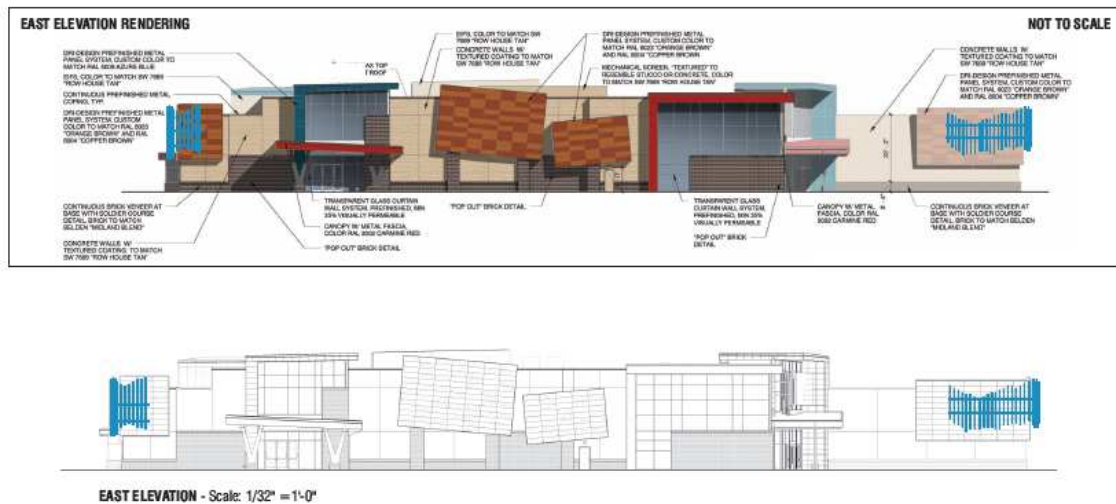 EAST ELEVATION RENDERING
NOT TO SCALE
DRI-DESIGN PREFINISHED METAL
PANEL SYSTEM, CUSTOM COLOR TO
MATCH RAL 5009 AZURE BLUE
EIFS, COLOR TO MATCH SW 7689
"ROW HOUSE TAN"
CONTINUOUS PREFINISHED METAL
COPING, TYP.
DRI-DESIGN PREFINISHED METAL
PANEL SYSTEM, CUSTOM
COLOR TO MATCH RAL 8023
"ORANGE BROWN" AND RAL
8004 "COPPER BROWN"
CONTINUOUS BRICK VENEER AT
BASE WITH SOLDIER COURSE
DETAIL. BRICK TO MATCH
BELDEN "MIDLAND BLEND"
CONCRETE WALLS W/
TEXTURED COATING, TO MATCH
SW 7689 "ROW HOUSE TAN"
TOP
ROOF
EIFS, COLOR TO MATCH SW
7689 "ROW HOUSE TAN"
CONCRETE WALLS W/
TEXTURED COATING TO MATCH
SW 7689 "ROW HOUSE TAN"
DRI-DESIGN PREFINISHED METAL
PANEL SYSTEM, CUSTOM COLOR TO
MATCH RAL 8023 "ORANGE BROWN"
AND RAL 8004 "COPPER BROWN
MECHANICAL SCREEN, "TEXTURED" TO
RESEMBLE STUCCO OR CONCRETE, COLOR
TO MATCH SW 7689 "ROW HOUSE TAN"
TRANSPARENT GLASS CURTAIN
WALL SYSTEM, PREFINISHED, MIN
35% VISUALLY PERMEABLE
CANOPY W/ METAL FASCIA,
COLOR RAL 3002 CARMINE RED
"POP OUT" BRICK DETAIL
"POP OUT" BRICK DETAIL
TRANSPARENT GLASS
CURTAIN WALL SYSTEM,
PREFINISHED, MIN 35%
VISUALLY PERMEABLE
"POP OUT" BRICK
DETAIL
CANOPY W/ METAL
FASCIA, COLOR RAL
3002 CARMINE RED
CONCRETE WALLS W/
TEXTURED COATING TO MATCH
SW 7689 "ROW HOUSE TAN"
DRI-DESIGN PREFINISHED METAL
PANEL SYSTEM, CUSTOM COLOR TO
MATCH RAL 8023 "ORANGE BROWN"
AND RAL 8004 "COPPER BROWN"
CONTINUOUS BRICK VENEER AT
BASE WITH SOLDIER COURSE
DETAIL. BRICK TO MATCH BELDEN
"MIDLAND BLEND"
EAST ELEVATION - Scale: 1/32" =1'-0"